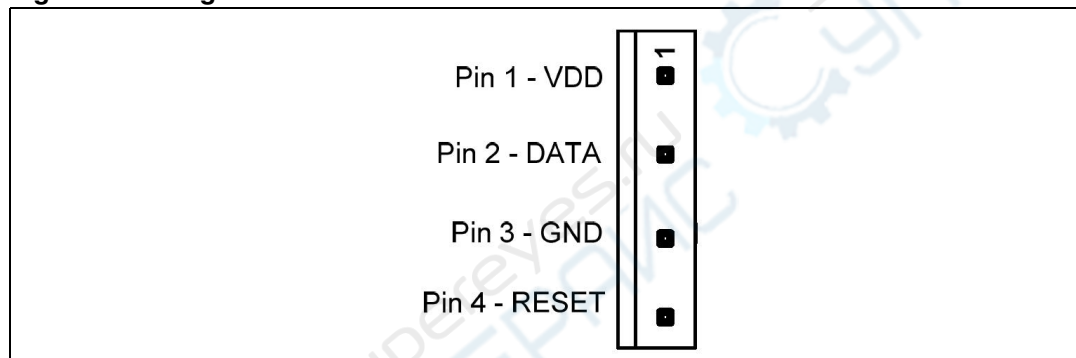 1
Pin 1 - VDD
Pin 2 - DATA
Pin 3 - GND
Pin 4 - RESET